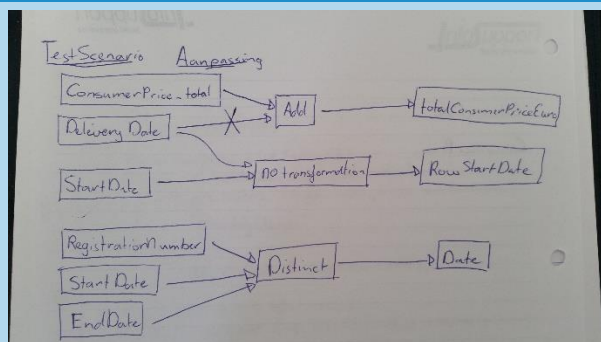 TestScenario Aanpassing
ConsumerPrice_total
Add
totalConsumerPriceEuro
Delivery Date
X
StartDate
no transformation
Row StartDate
RegistrationNumber
Start Date
Distinct
Date
EndDate